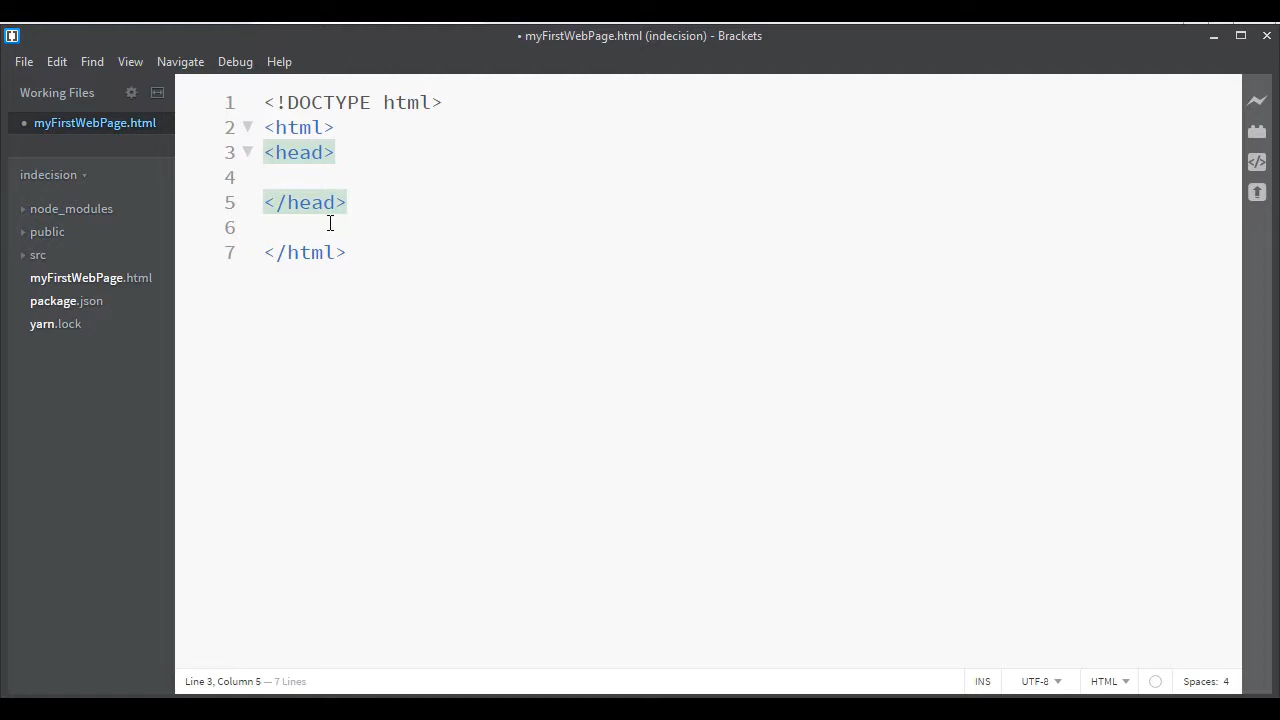 • myFirstWebPage.html (indecision) - Brackets
File Edit Find View Navigate Debug Help
Working Files
• myFirstWebPage.html
indecision
node_modules
public
src
myFirstWebPage.html
package.json
yarn.lock
1 <!DOCTYPE html>
2 <html>
3 <head>
4
5 </head>
6
7 </html>
Line 3, Column 5 — 7 Lines
INS UTF-8 HTML Spaces: 4